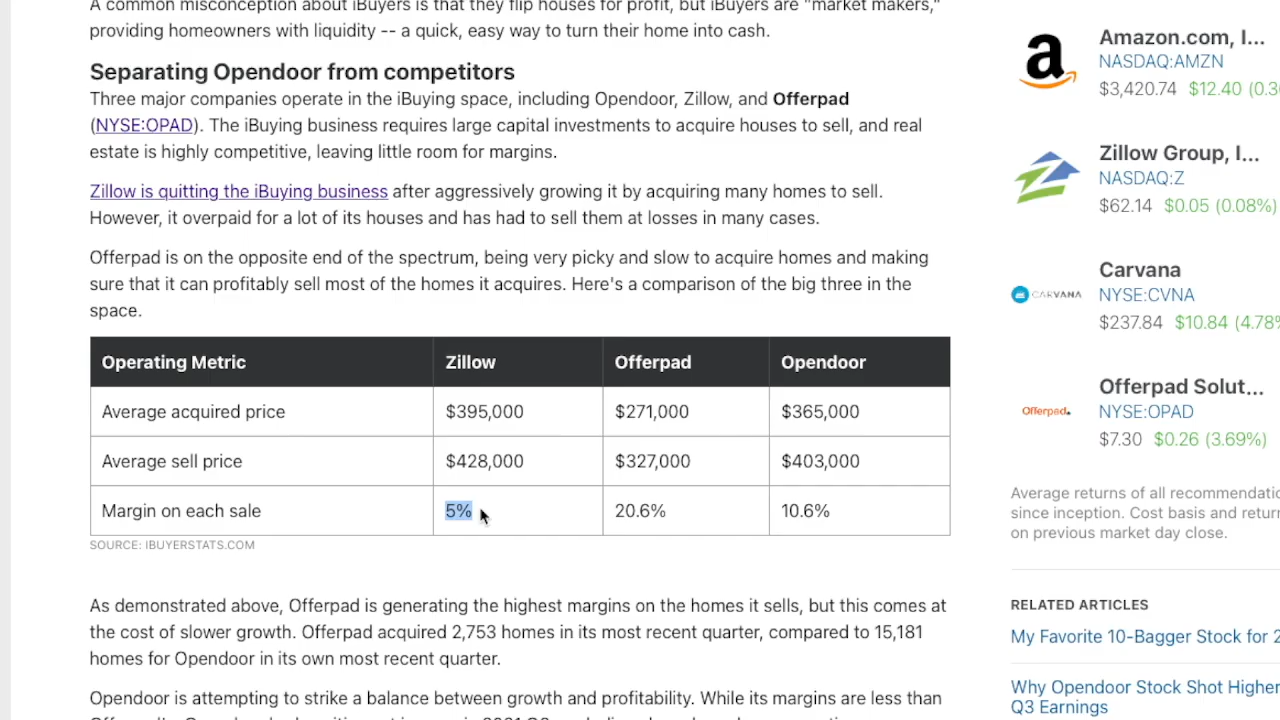 A common misconception about iBuyers is that they flip houses for profit, but iBuyers are "market makers,"
providing homeowners with liquidity -- a quick, easy way to turn their home into cash.
Separating Opendoor from competitors
Three major companies operate in the iBuying space, including Opendoor, Zillow, and Offerpad
(NYSE:OPAD). The iBuying business requires large capital investments to acquire houses to sell, and real
estate is highly competitive, leaving little room for margins.
Zillow is quitting the iBuying business after aggressively growing it by acquiring many homes to sell.
However, it overpaid for a lot of its houses and has had to sell them at losses in many cases.
Offerpad is on the opposite end of the spectrum, being very picky and slow to acquire homes and making
sure that it can profitably sell most of the homes it acquires. Here's a comparison of the big three in the
space.
Operating Metric Zillow Offerpad Opendoor
Average acquired price $395,000 $271,000 $365,000
Average sell price $428,000 $327,000 $403,000
Margin on each sale 5% 20.6% 10.6%
SOURCE: IBUYERSTATS.COM
As demonstrated above, Offerpad is generating the highest margins on the homes it sells, but this comes at
the cost of slower growth. Offerpad acquired 2,753 homes in its most recent quarter, compared to 15,181
homes for Opendoor in its own most recent quarter.
Opendoor is attempting to strike a balance between growth and profitability. While its margins are less than
a
Amazon.com, I...
NASDAQ:AMZN
$3,420.74 $12.40
Zillow Group, I...
NASDAQ:Z
$62.14 $0.05 (0.08%)
CARVANA
Carvana
NYSE:CVNA
$237.84 $10.84 (4.78%
Offerpad.
Offerpad Solut...
NYSE:OPAD
$7.30 $0.26 (3.69%)
Average returns of all
since inception. Cost basis and
on previous market day close.
RELATED ARTICLES
My Favorite 10-Bagger Stock for
Why Opendoor Stock Shot Higher
Q3 Earnings